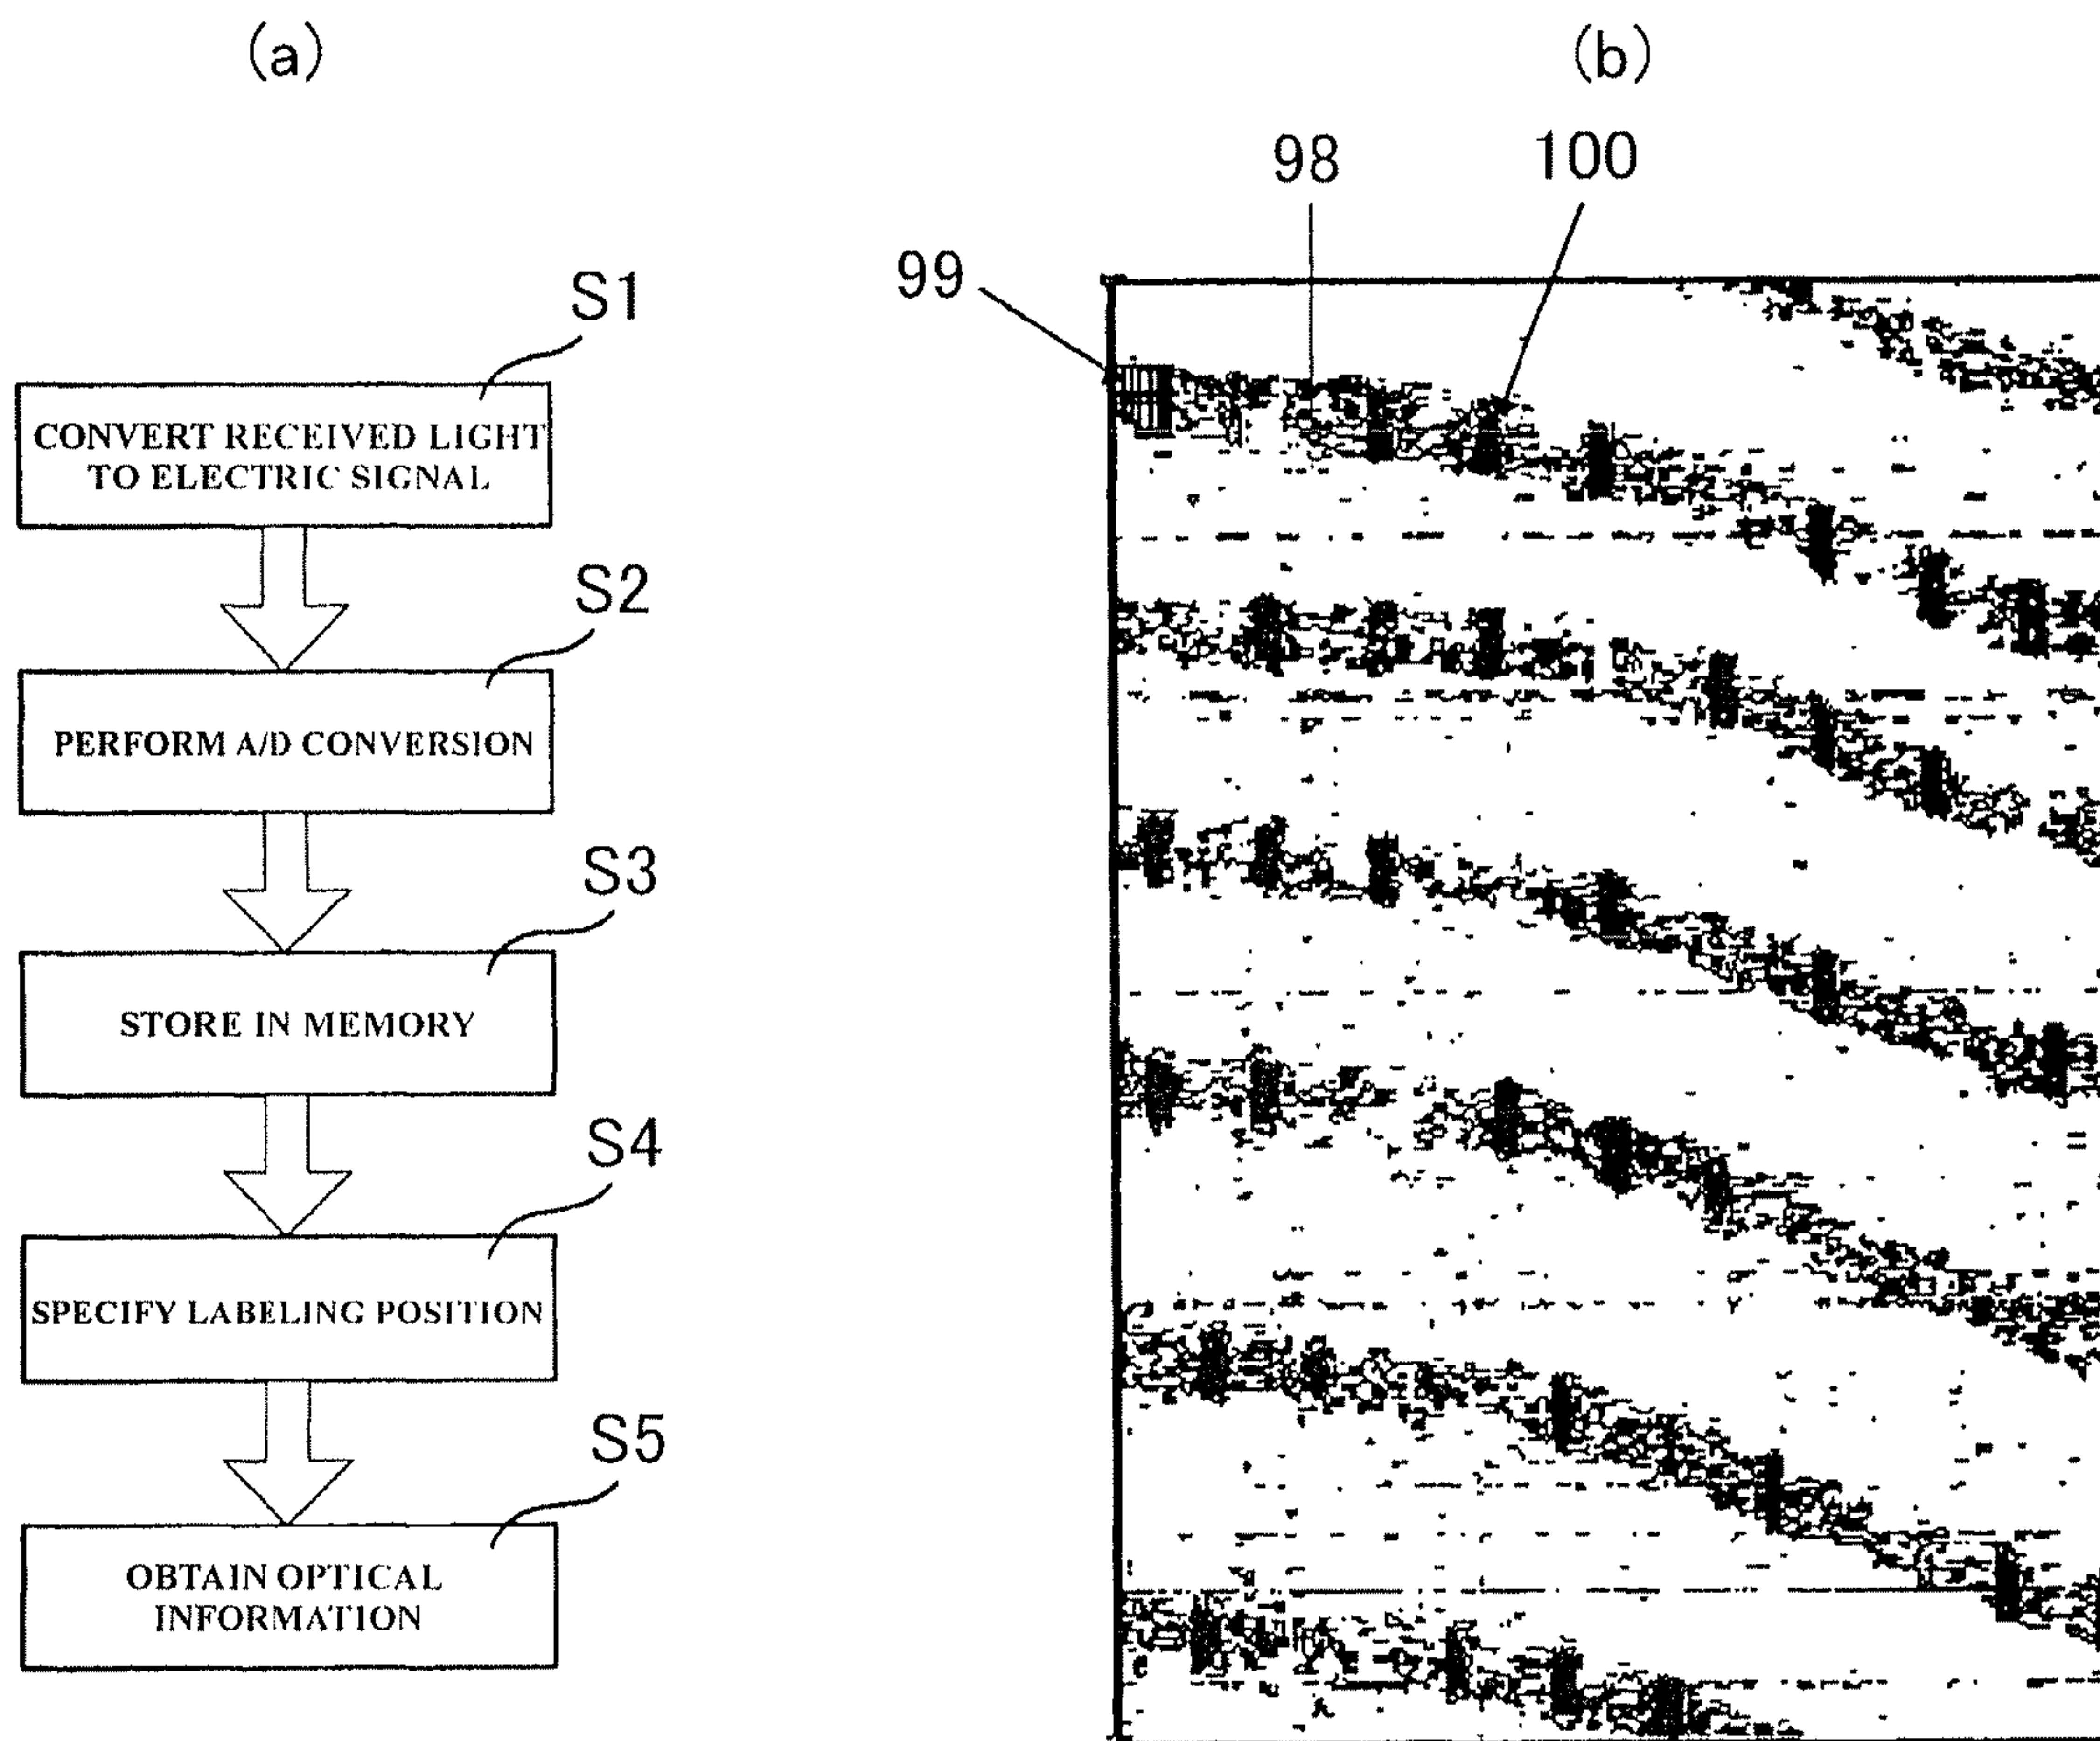 (a)
S1
CONVERT RECEIVED LIGHT
TO ELECTRIC SIGNAL
S2
PERFORM A/D CONVERSION
S3
STORE IN MEMORY
S4
SPECIFY LABELING POSITION
S5
OBTAIN OPTICAL
INFORMATION
(b)
98
100
99